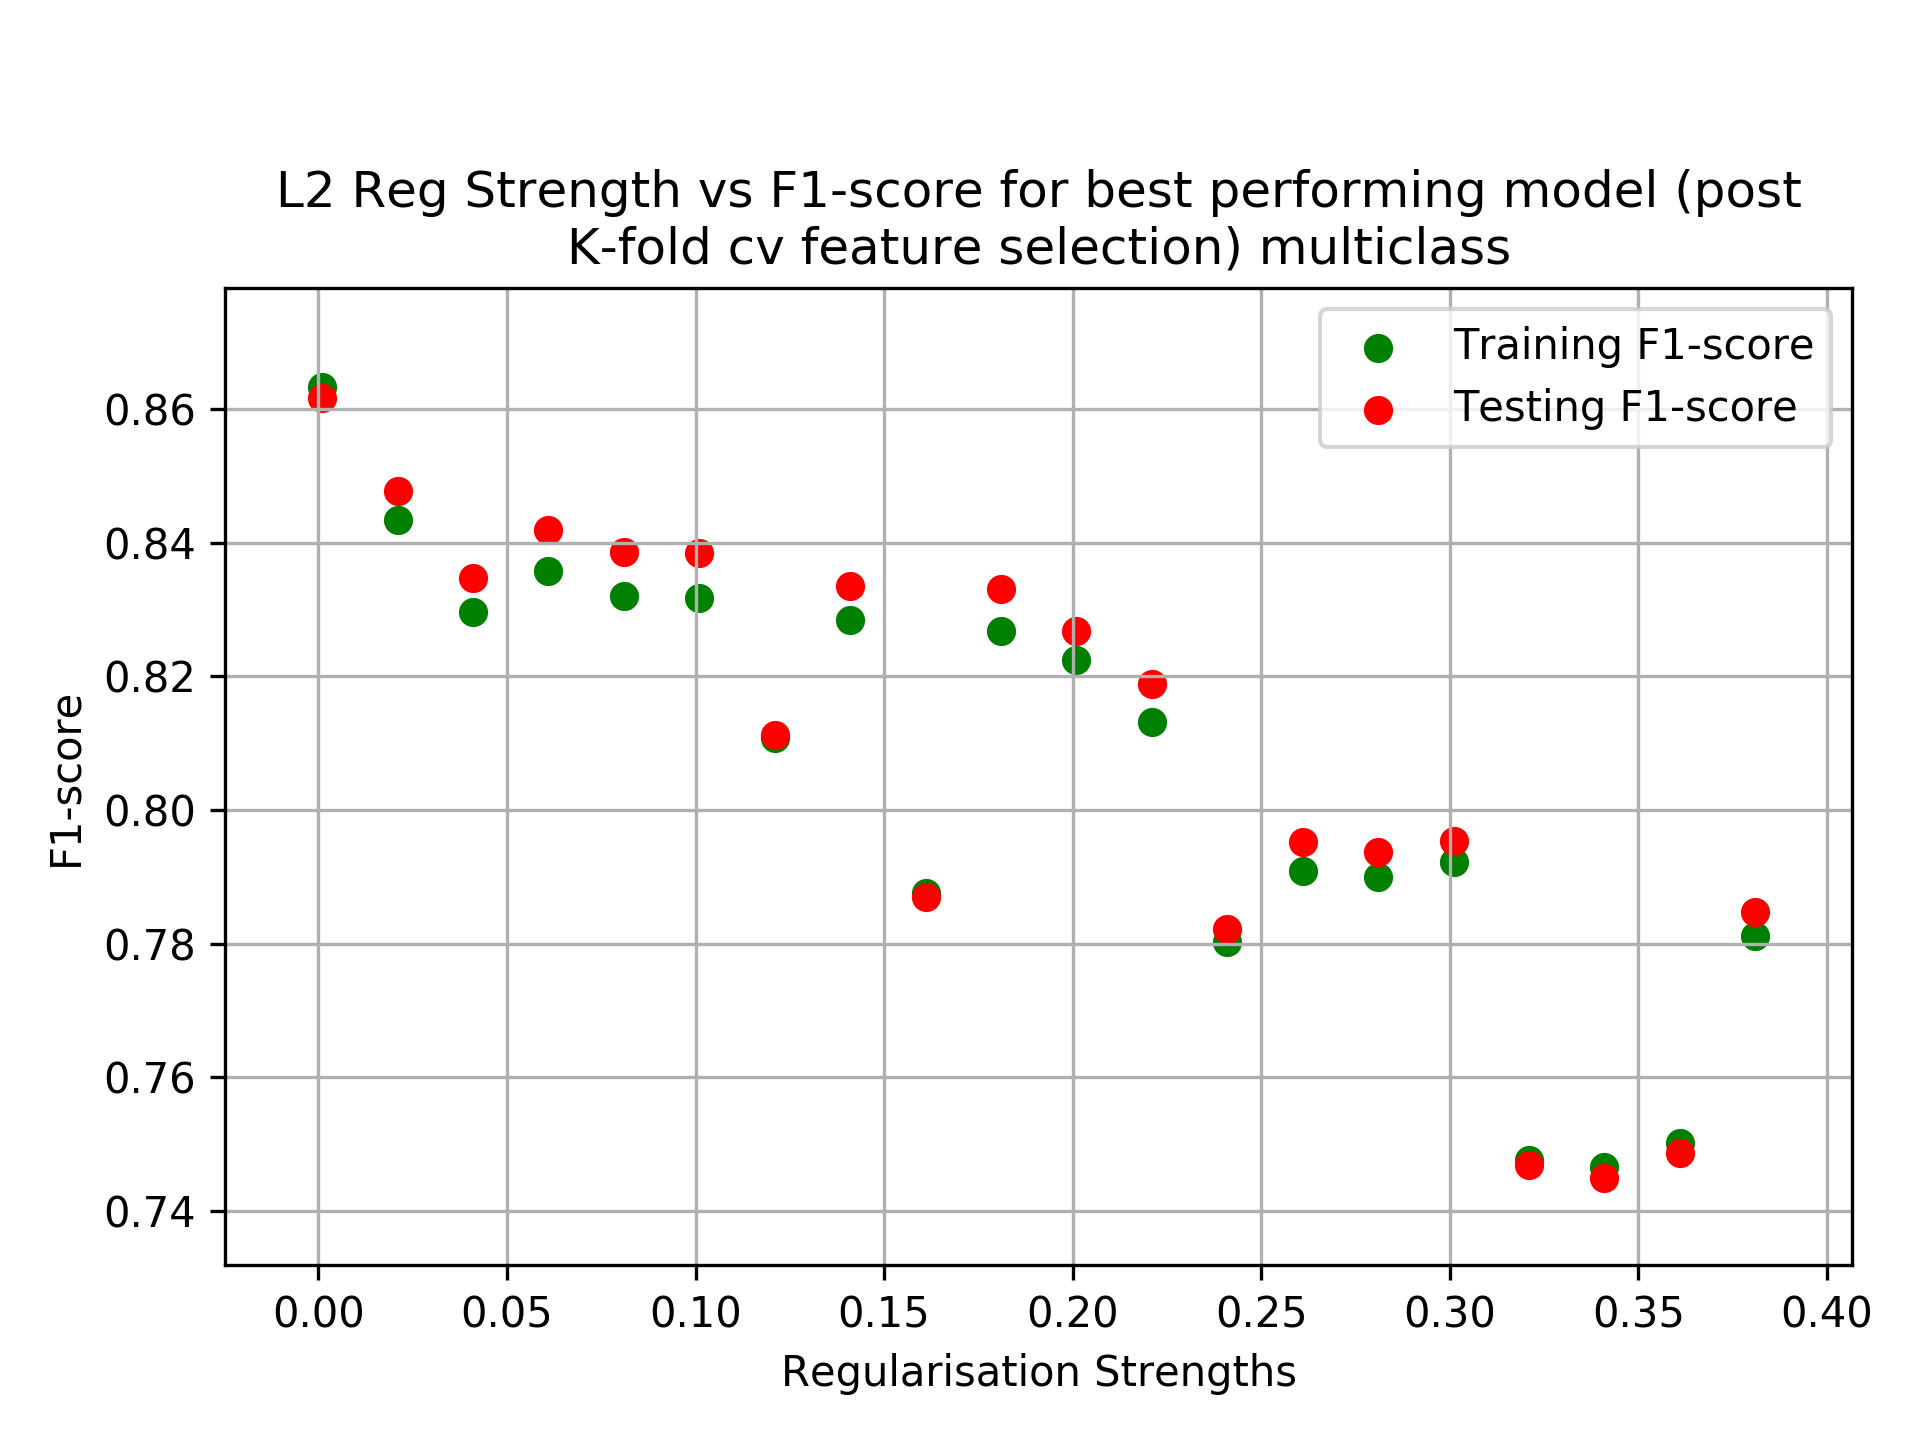 L2 Reg Strength vs F1-score for best performing model (post
K-fold cv feature selection) multiclass
Training F1-score
Testing F1-score
F1-score
0.86
0.84
0.82
0.80
0.78
0.76
0.74
0.00 0.05 0.10 0.15 0.20 0.25 0.30 0.35 0.40
Regularisation Strengths